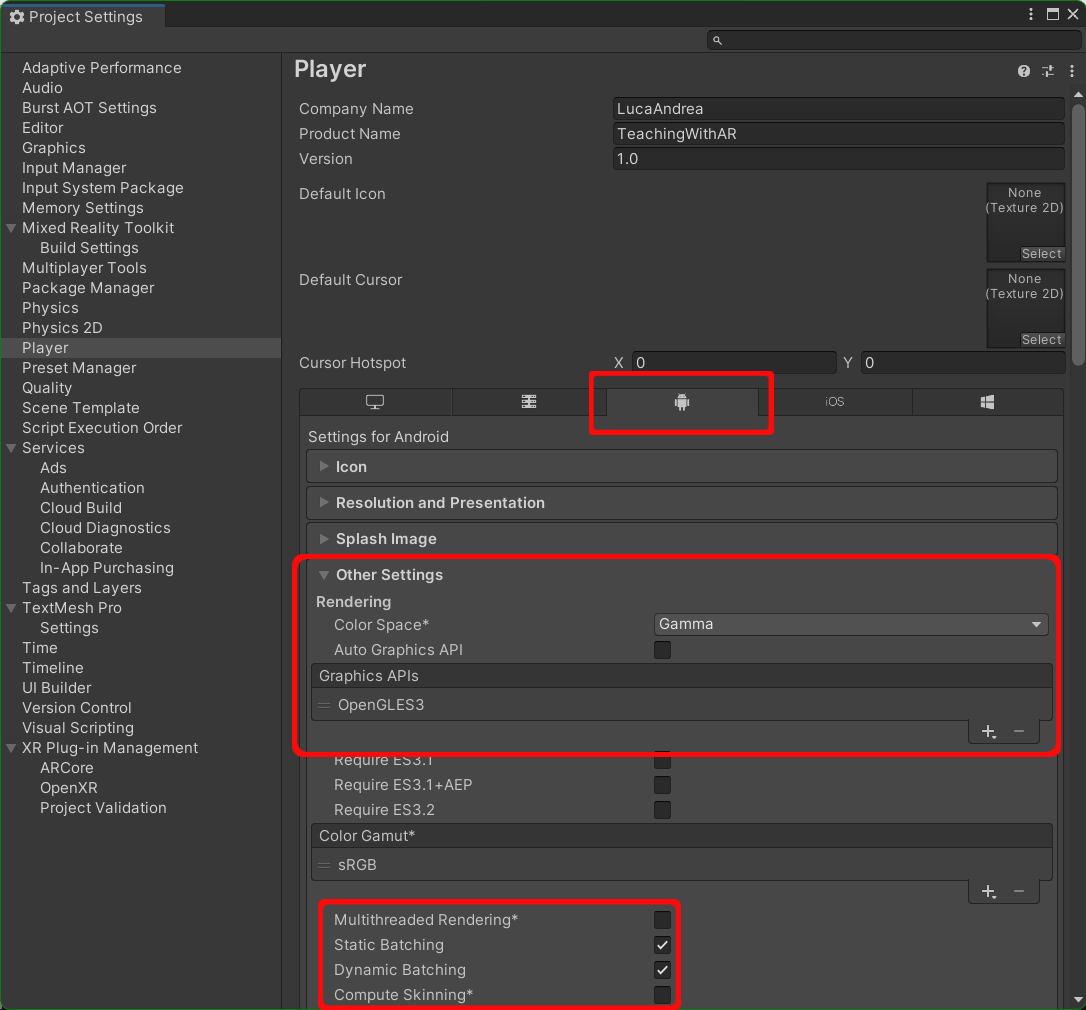 Project Settings
Adaptive Performance
Audio
Burst AOT Settings
Editor
Graphics
Input Manager
Input System Package
Memory Settings
Mixed Reality Toolkit
Build Settings
Multiplayer Tools
Package Manager
Physics
Physics 2D
Player
Preset Manager
Quality
Scene Template
Script Execution Order
Services
Ads
Authentication
Cloud Build
Cloud Diagnostics
Collaborate
In-App Purchasing
Tags and Layers
TextMesh Pro
Settings
Time
Timeline
UI Builder
Version Control
Visual Scripting
XR Plug-in Management
ARCore
OpenXR
Project Validation
Player
Company Name LucaAndrea
Product Name TeachingWithAR
Version 1.0
Default Icon
None
(Texture 2D)
Select
Default Cursor
None
(Texture 2D)
Select
Cursor Hotspot X 0 Y 0
iOS
Settings for Android
Icon
Resolution and Presentation
Splash Image
Other Settings
Rendering
Color Space* Gamma
Auto Graphics API
Graphics APIs
OpenGLES3
Require ES3.1
Require ES3.1+AEP
Require ES3.2
Color Gamut*
sRGB
Multithreaded Rendering*
Static Batching
Dynamic Batching
Compute Skinning*